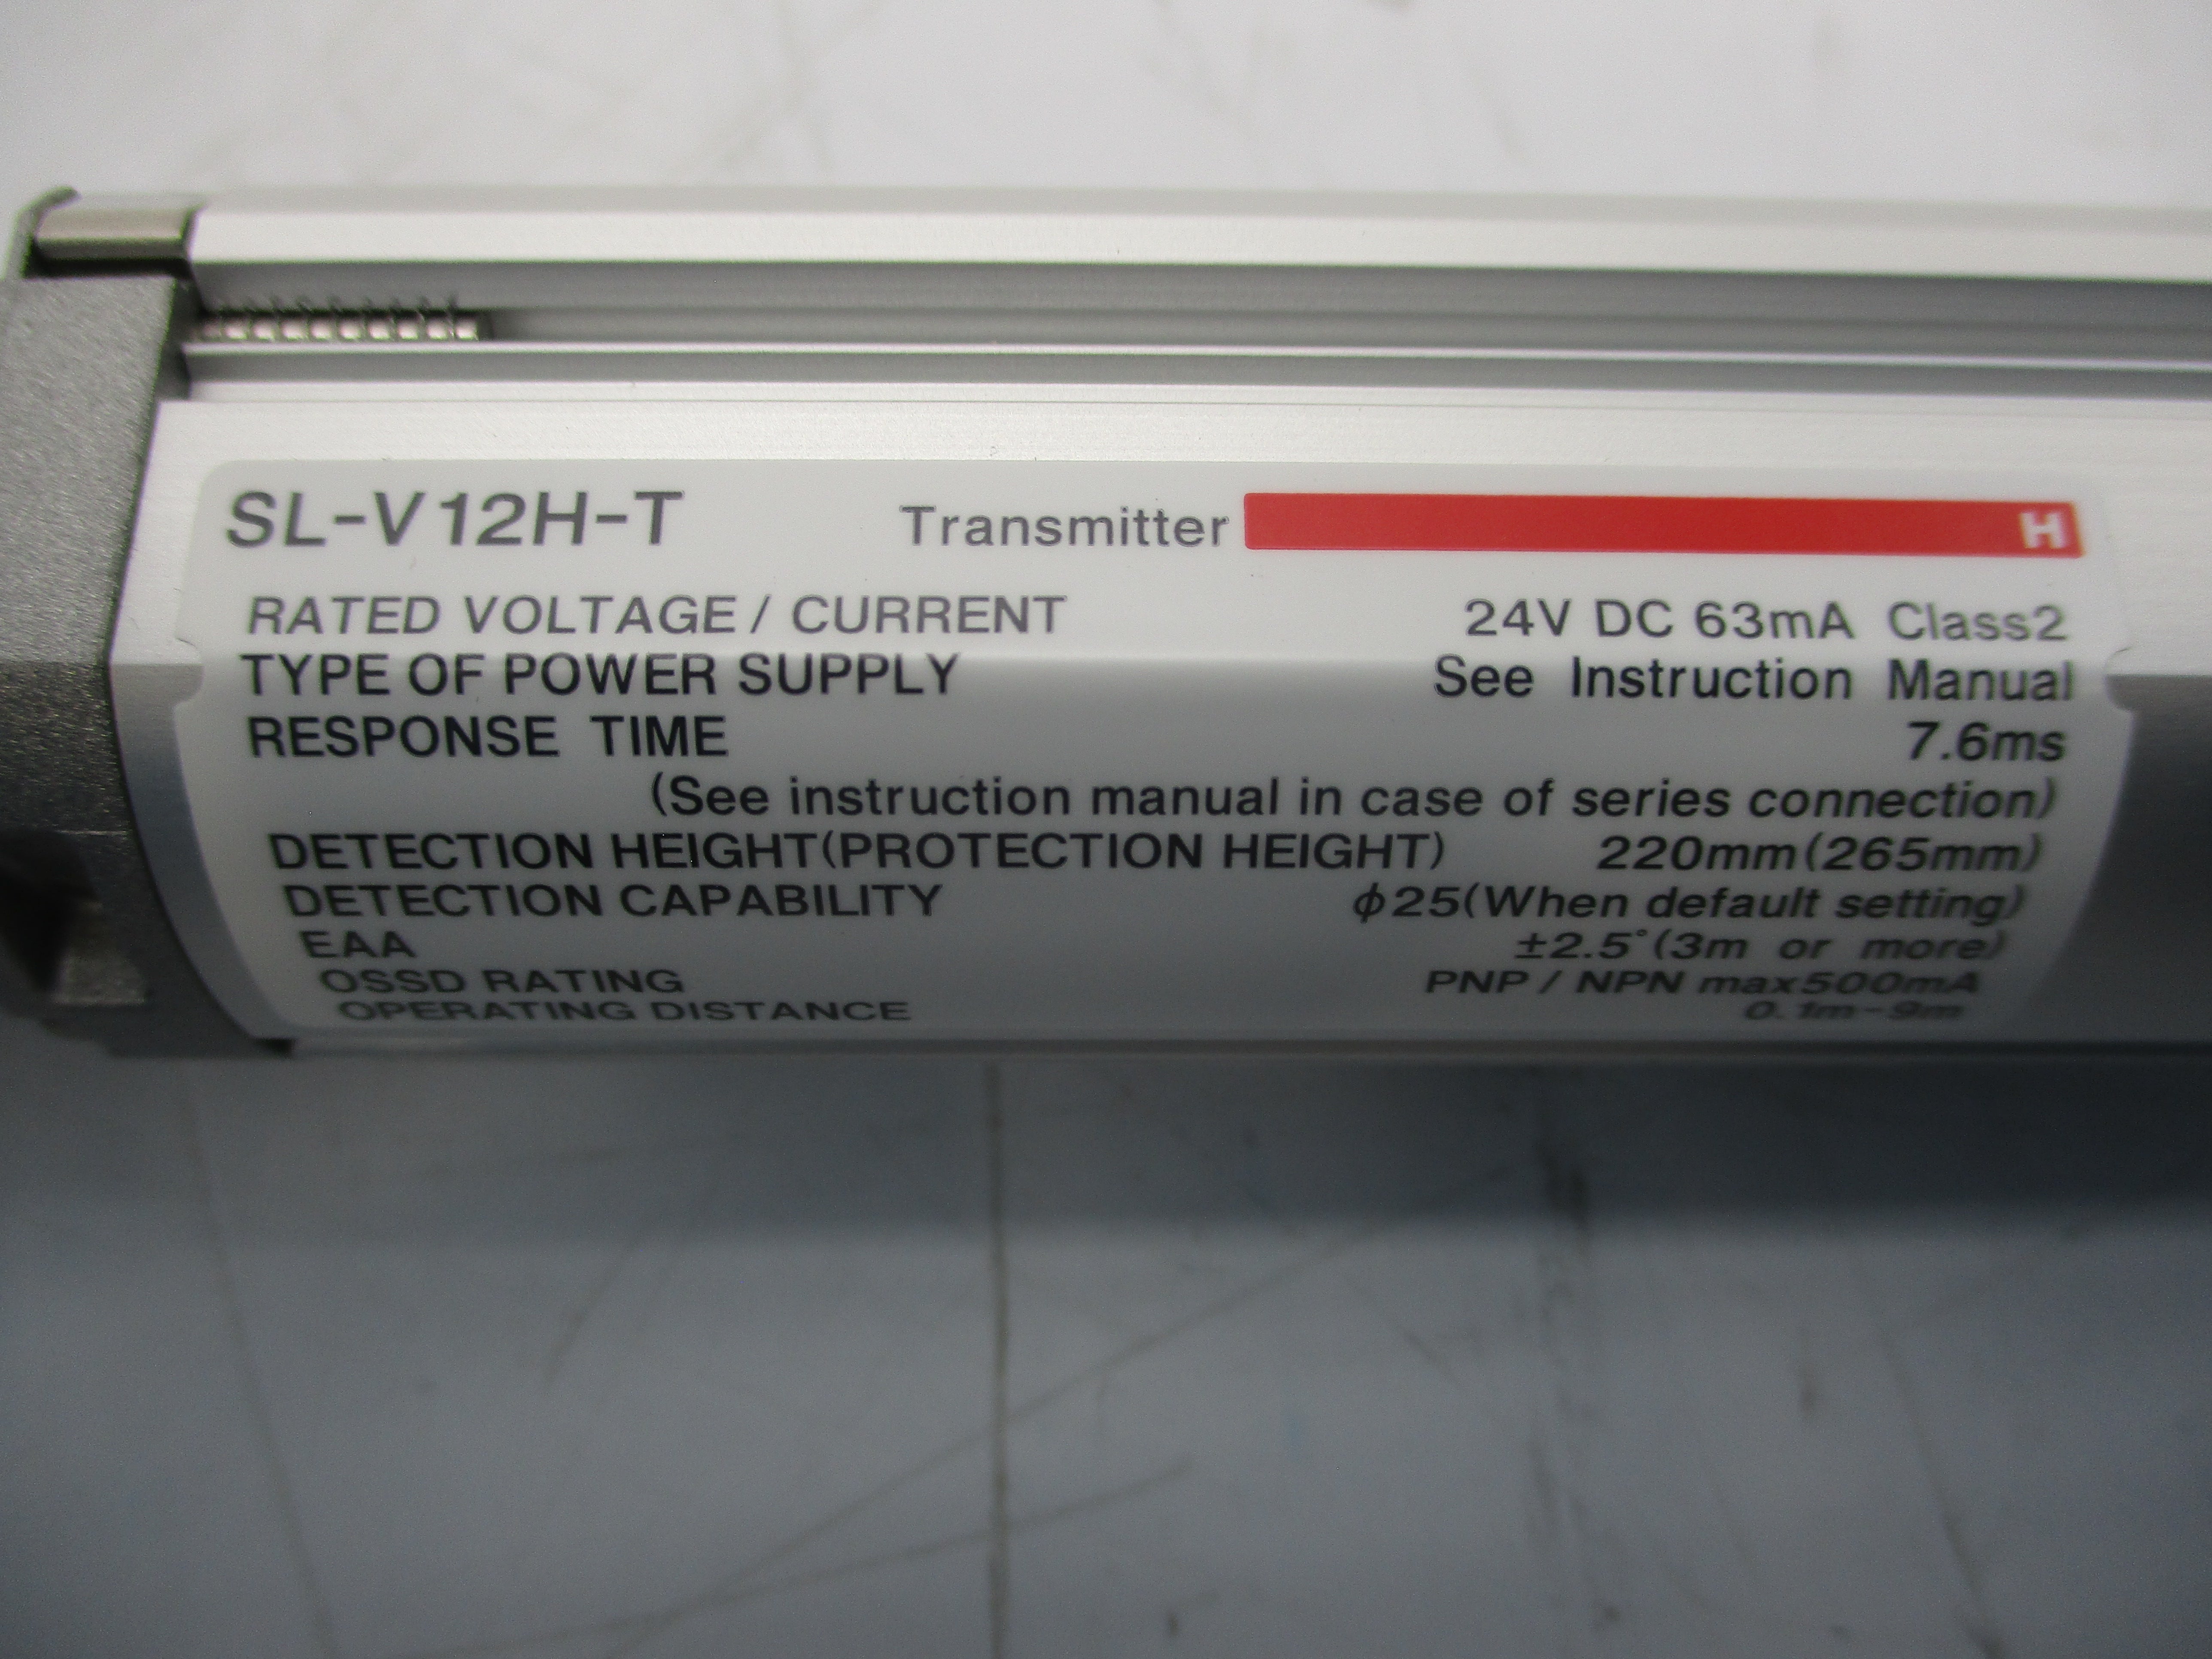 SL-V12H-T Transmitter H
RATED VOLTAGE / CURRENT 24V DC 63mA Class2
TYPE OF POWER SUPPLY See Instruction Manual
RESPONSE TIME 7.6ms
(See instruction manual in case of series connection)
DETECTION HEIGHT(PROTECTION HEIGHT) 220mm(265mm)
DETECTION CAPABILITY ϕ25(When default setting)
EAA ±2.5°(3m or more)
OSSD RATING PNP / NPN max500mA
OPERATING DISTANCE 0.1m-9m